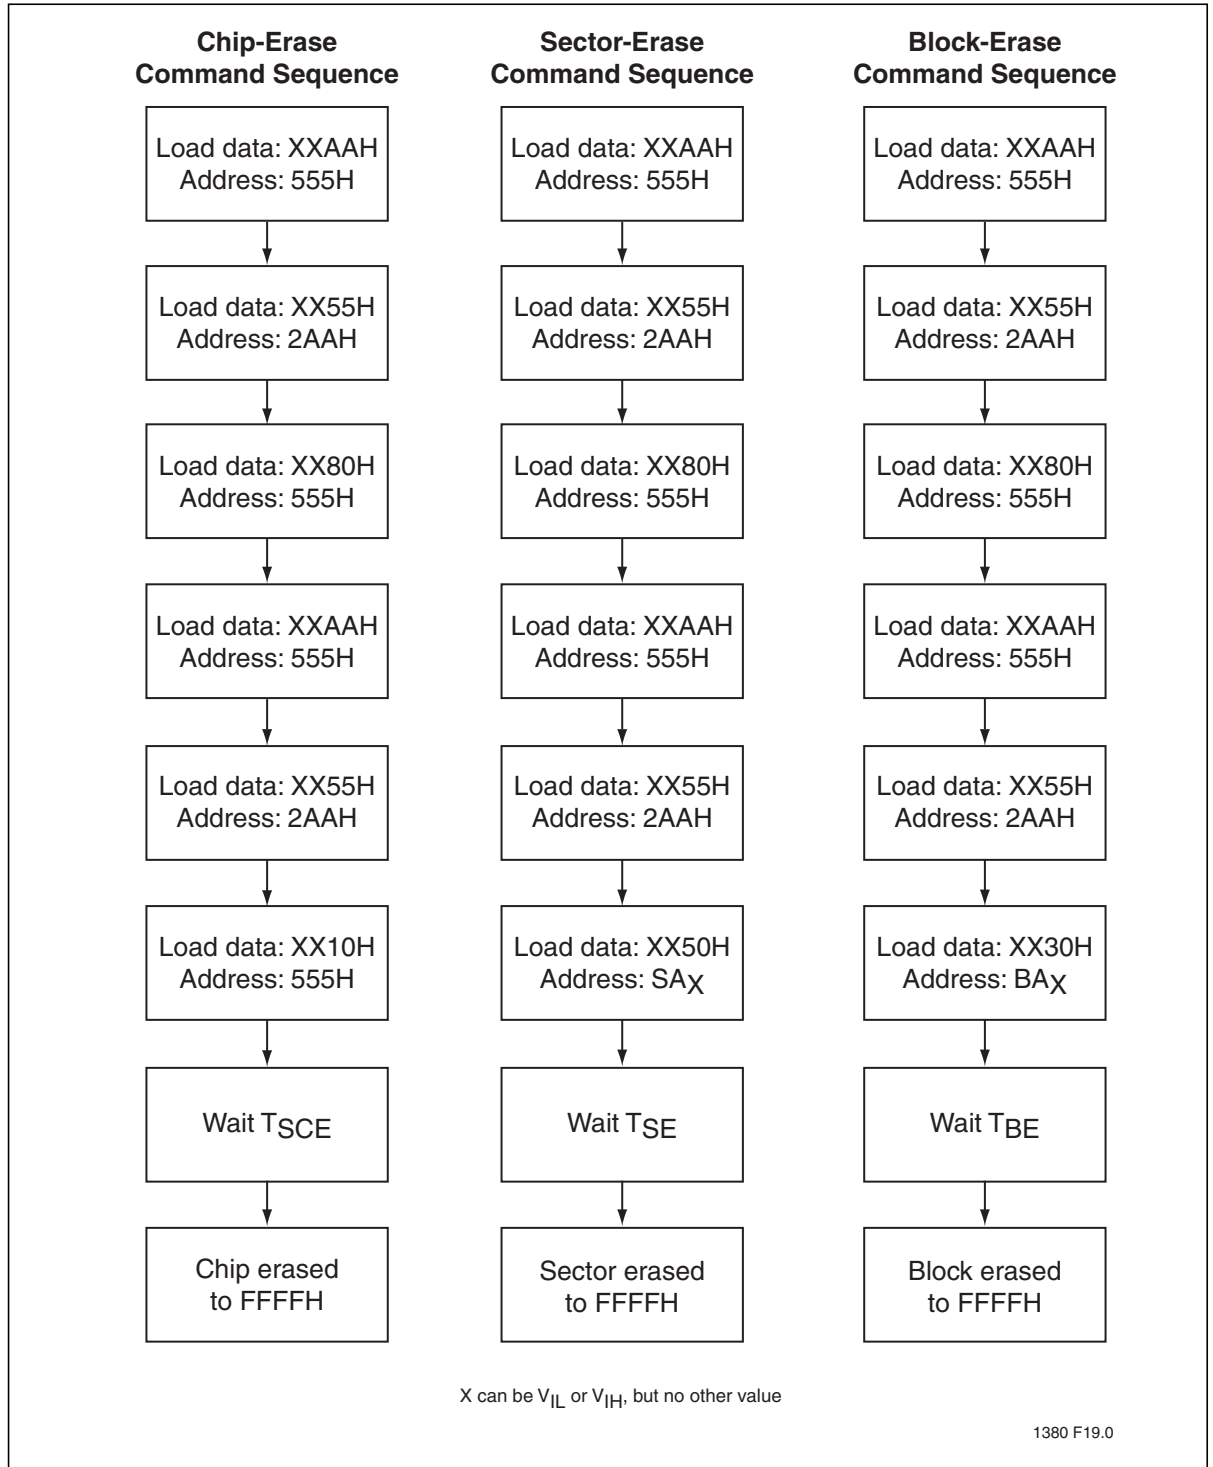 Chip-Erase
Command Sequence
Load data: XXAAH
Address: 555H
Load data: XX55H
Address: 2AAH
Load data: XX80H
Address: 555H
Load data: XXAAH
Address: 555H
Load data: XX55H
Address: 2AAH
Load data: XX10H
Address: 555H
Wait TSCE
Chip erased
to FFFFH
Sector-Erase
Command Sequence
Load data: XXAAH
Address: 555H
Load data: XX55H
Address: 2AAH
Load data: XX80H
Address: 555H
Load data: XXAAH
Address: 555H
Load data: XX55H
Address: 2AAH
Load data: XX50H
Address: SAX
Wait TSE
Sector erased
to FFFFH
Block-Erase
Command Sequence
Load data: XXAAH
Address: 555H
Load data: XX55H
Address: 2AAH
Load data: XX80H
Address: 555H
Load data: XXAAH
Address: 555H
Load data: XX55H
Address: 2AAH
Load data: XX30H
Address: BAX
Wait TBE
Block erased
to FFFFH
X can be VIL or VIH, but no other value
1380 F19.0